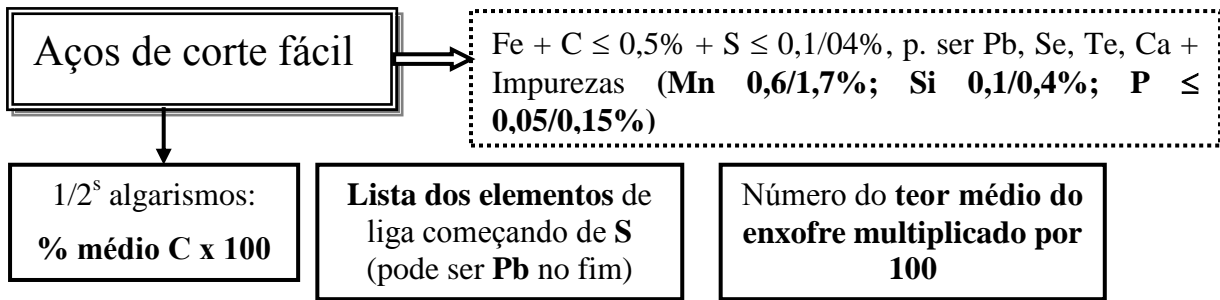 Aços de corte fácil
Fe + C ≤ 0,5% + S ≤ 0,1/04%, p. ser Pb, Se, Te, Ca +
Impurezas (Mn 0,6/1,7%; Si 0,1/0,4%; P ≤
0,05/0,15%)
1/2s algarismos:
% médio C x 100
Lista dos elementos de
liga começando de S
(pode ser Pb no fim)
Número do teor médio do
enxofre multiplicado por
100